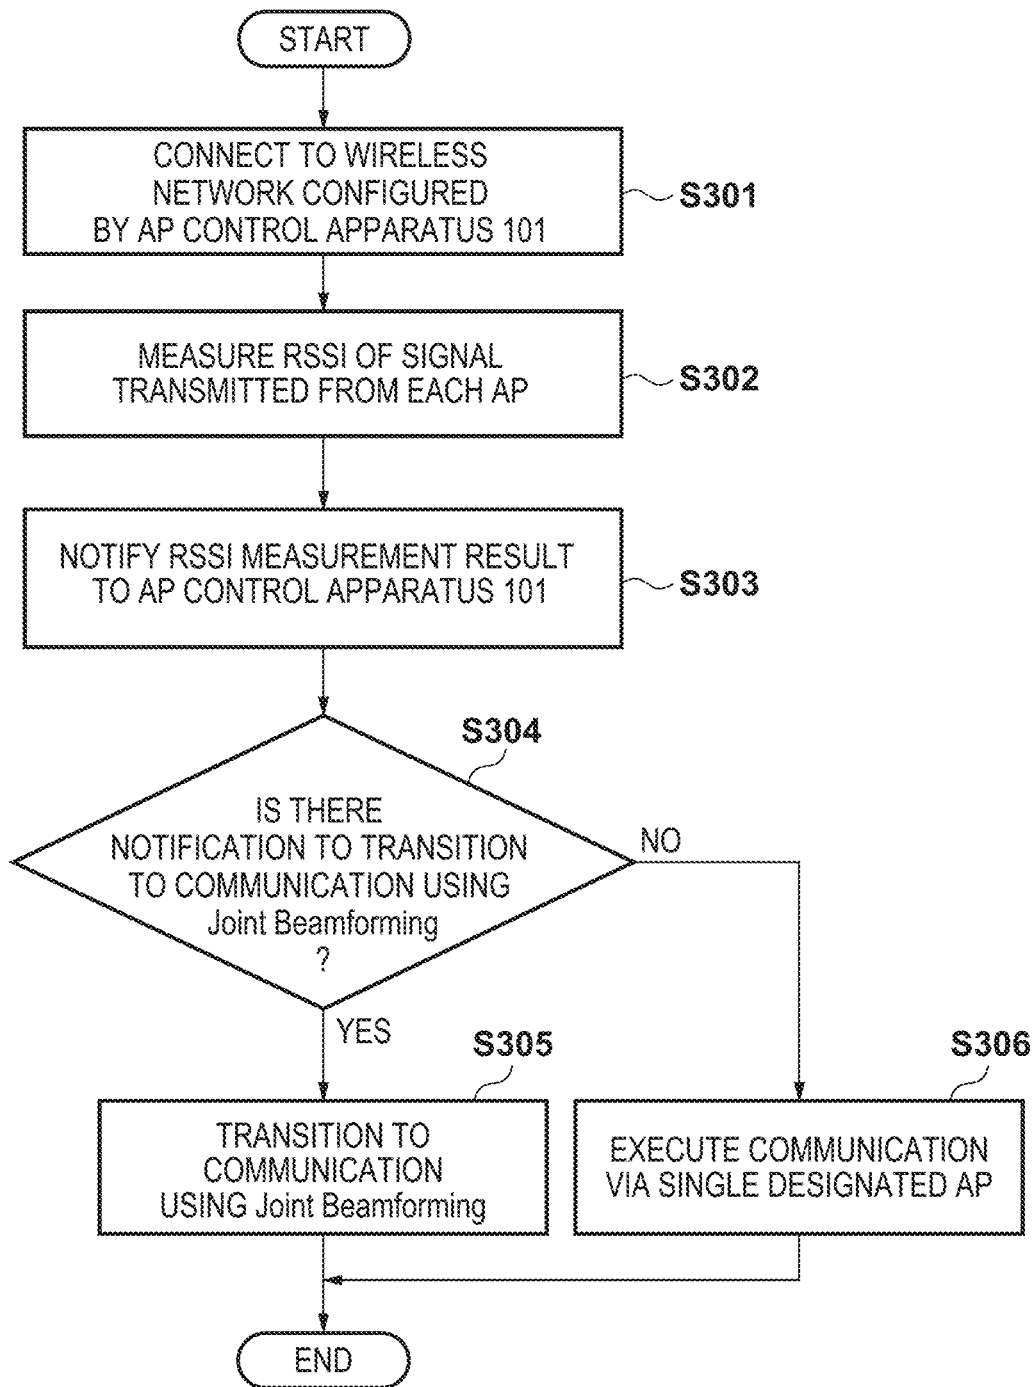 START
CONNECT TO WIRELESS
NETWORK CONFIGURED
BY AP CONTROL APPARATUS 101
S301
MEASURE RSSI OF SIGNAL
TRANSMITTED FROM EACH AP
S302
NOTIFY RSSI MEASUREMENT RESULT
TO AP CONTROL APPARATUS 101
S303
S304
IS THERE
NOTIFICATION TO TRANSITION
TO COMMUNICATION USING
Joint Beamforming
?
NO
YES
S305
TRANSITION TO
COMMUNICATION
USING Joint Beamforming
S306
EXECUTE COMMUNICATION
VIA SINGLE DESIGNATED AP
END